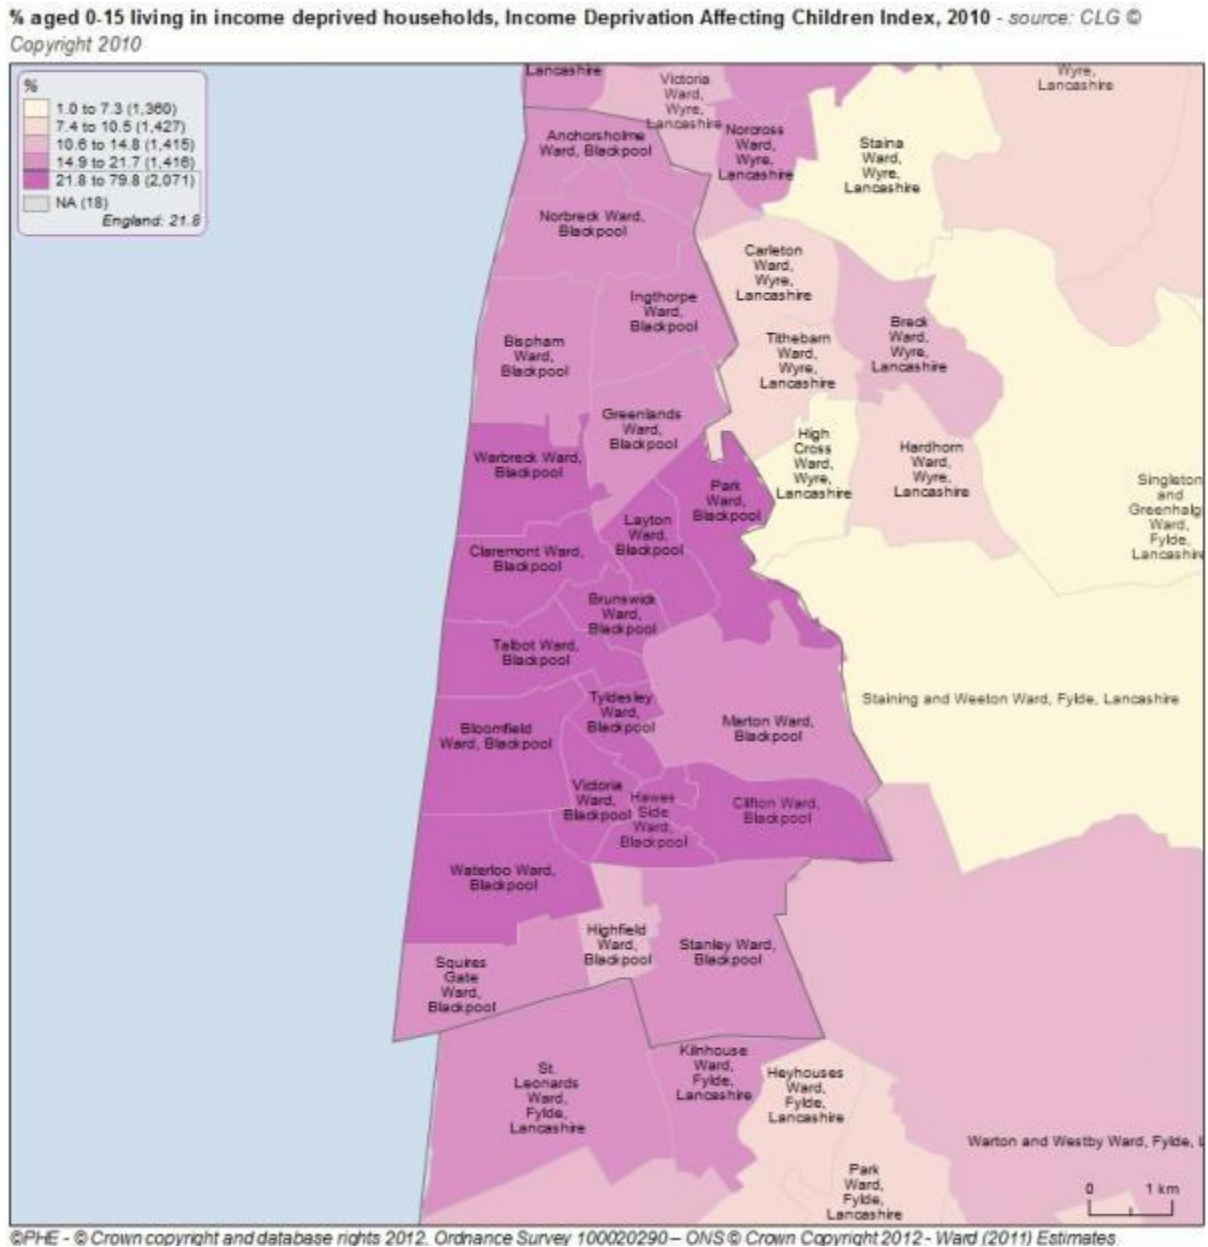 % aged 0-15 living in income deprived households, Income Deprivation Affecting Children Index, 2010 - source: CLG ©
Copyright 2010
%
1.0 to 7.3 (1,360)
7.4 to 10.5 (1,427)
10.6 to 14.8 (1,415)
14.9 to 21.7 (1,416)
21.8 to 79.8 (2,071)
NA (18)
England: 21.8
Lancashire
Victoria
Ward,
Wyre,
Lancashire
Wyre,
Lancashire
Anchorsholme
Ward, Blackpool
Norcross
Ward,
Wyre,
Lancashire
Staina
Ward,
Wyre,
Lancashire
Norbreck Ward,
Blackpool
Carleton
Ward,
Wyre,
Lancashire
Ingthorpe
Ward,
Blackpool
Bispham
Ward,
Blackpool
Tithebarn
Ward,
Wyre,
Lancashire
Breck
Ward,
Wyre,
Lancashire
Greenlands
Ward,
Blackpool
High
Cross
Ward,
Wyre,
Lancashire
Hardhorn
Ward,
Wyre,
Lancashire
Warbreck Ward,
Blackpool
Park
Ward,
Blackpool
Singleton
and
Greenhalg
Ward,
Fylde,
Lancashire
Layton
Ward,
Blackpool
Claremont Ward,
Blackpool
Brunswick
Ward,
Blackpool
Talbot Ward,
Blackpool
Tyldesley
Ward,
Blackpool
Staining and Weeton Ward, Fylde, Lancashire
Marton Ward,
Blackpool
Bloomfield
Ward, Blackpool
Victoria
Ward,
Blackpool
Hawes
Side
Ward,
Blackpool
Clifton Ward,
Blackpool
Waterloo Ward,
Blackpool
Highfield
Ward,
Blackpool
Stanley Ward,
Blackpool
Squires
Gate
Ward,
Blackpool
Kilnhouse
Ward,
Fylde,
Lancashire
St.
Leonards
Ward,
Fylde,
Lancashire
Heyhouses
Ward,
Fylde,
Lancashire
Warton and Westby Ward, Fylde, L
Park
Ward,
Fylde,
Lancashire
0 1 km
©PHE - © Crown copyright and database rights 2012, Ordnance Survey 100020290 – ONS © Crown Copyright 2012 - Ward (2011) Estimates